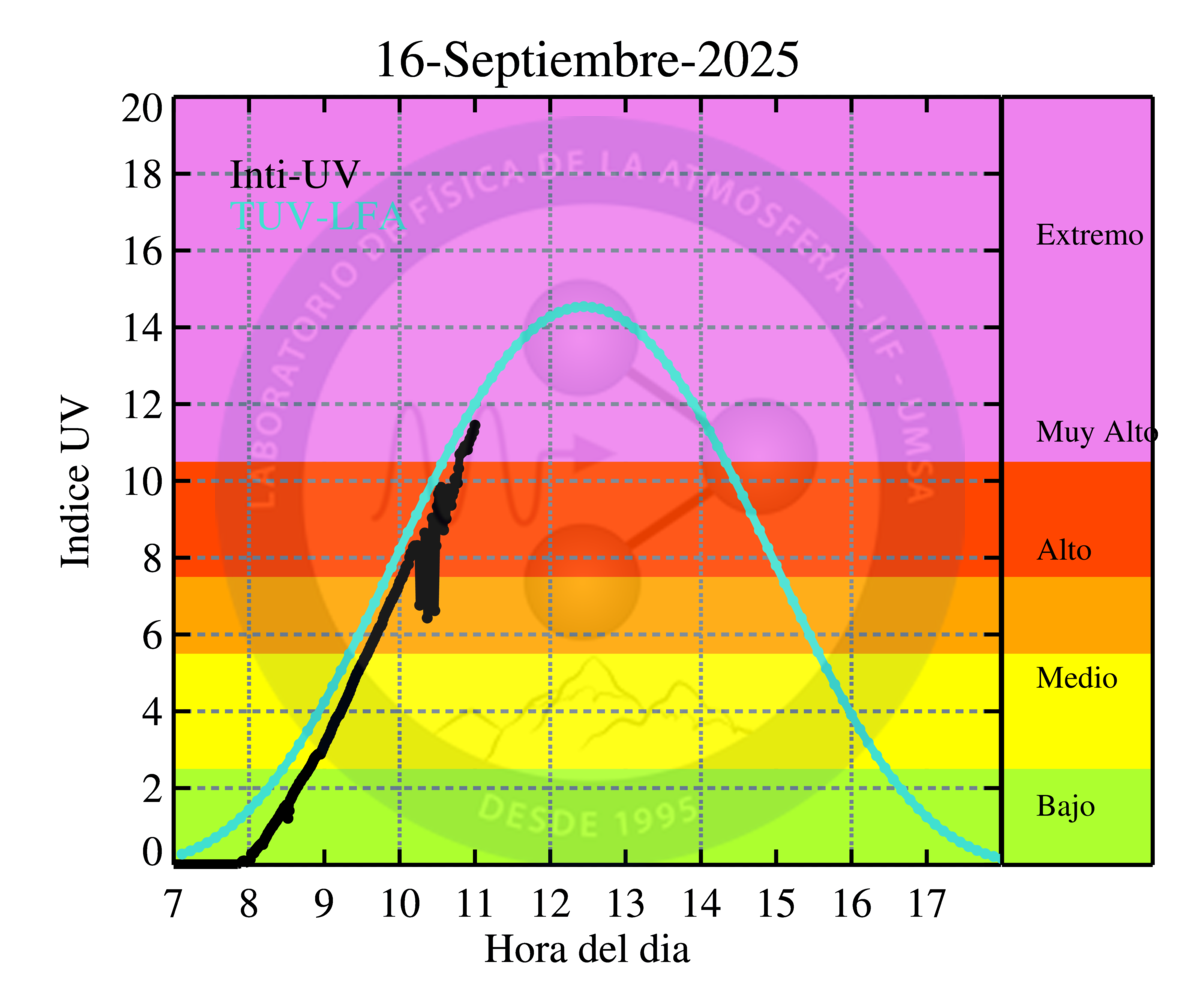 16-Septiembre-2025
20
18
16
14
12
10
8
6
4
2
0
Indice UV
Inti-UV
TUV-LFA
LABORATORIO DE FÍSICA DE LA ATMÓSFERA - IIF - UMSA
DESDE 1995
Extremo
Muy Alto
Alto
Medio
Bajo
7 8 9 10 11 12 13 14 15 16 17
Hora del dia